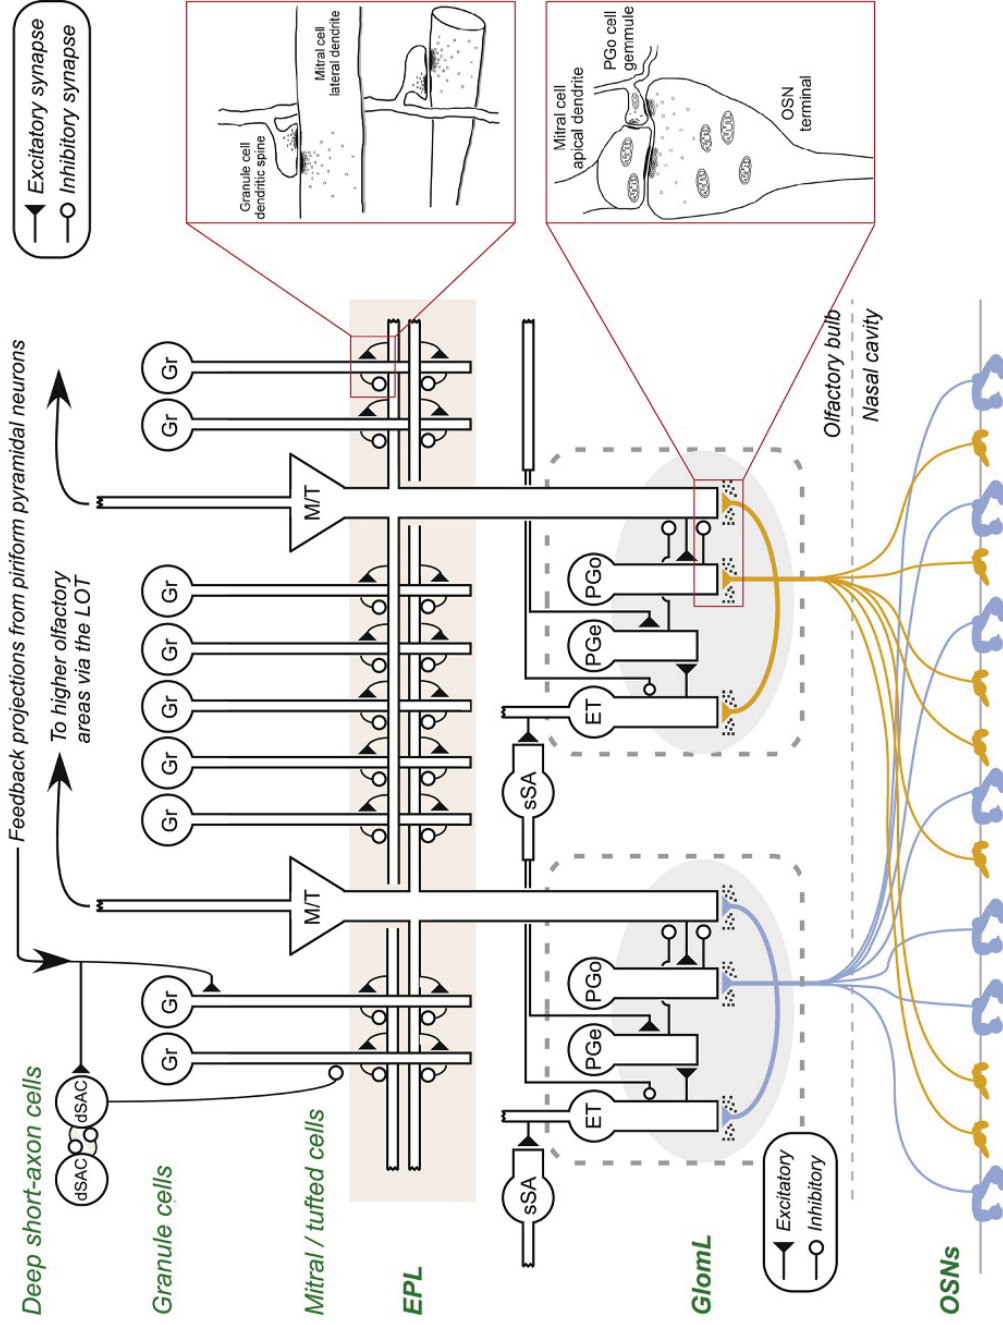 Excitatory synapse
Inhibitory synapse
Feedback projections from piriform pyramidal neurons
To higher olfactory
areas via the LOT
Deep short-axon cells
dSAC
dSAC
Granule cells
Gr
Gr
Gr
Gr
Gr
Gr
Gr
Gr
Gr
Granule cell
dendritic spine
Mitral cell
lateral dendrite
Mitral / tufted cells
M/T
M/T
EPL
sSA
sSA
ET
PGe
PGo
ET
PGe
PGo
Mitral cell
apical dendrite
PGo cell
gemmule
OSN
terminal
GlomL
Excitatory
Inhibitory
Olfactory bulb
Nasal cavity
OSNs